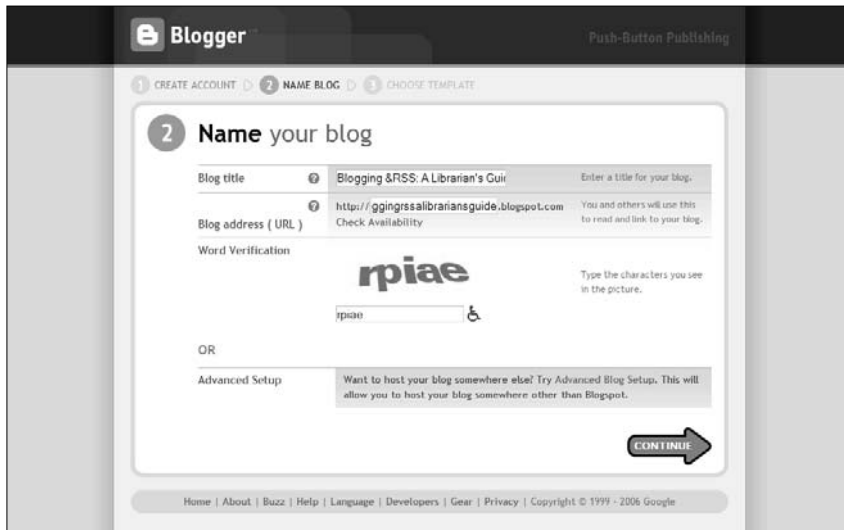 Blogger™
Push-Button Publishing
1 CREATE ACCOUNT 2 NAME BLOG 3 CHOOSE TEMPLATE
2 Name your blog
Blog title ? Blogging &RSS: A Librarian's Gui Enter a title for your blog.
Blog address ( URL ) ? http:// ggingrssalibrariansguide.blogspot.com You and others will use this
Check Availability to read and link to your blog.
Word Verification
rpiae
Type the characters you see
in the picture.
rpiae
OR
Advanced Setup Want to host your blog somewhere else? Try Advanced Blog Setup. This will
allow you to host your blog somewhere other than Blogspot.
CONTINUE
Home | About | Buzz | Help | Language | Developers | Gear | Privacy | Copyright © 1999 - 2006 Google